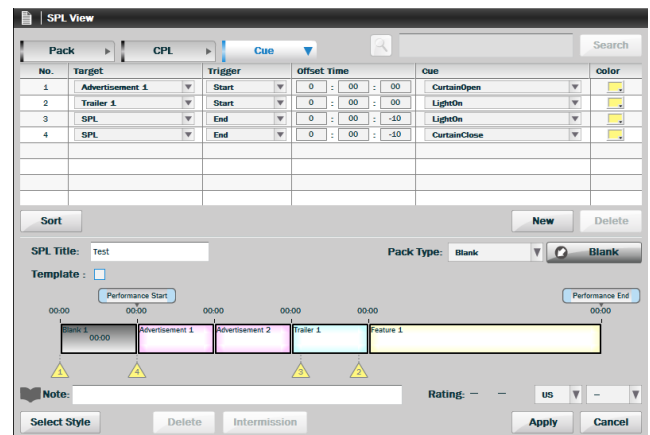 SPL View
Pack CPL Cue Search
No. Target Trigger Offset Time Cue Color
1 Advertisement 1 Start 0 : 00 : 00 CurtainOpen
2 Trailer 1 Start 0 : 00 : 00 LightOn
3 SPL End 0 : 00 : -10 LightOn
4 SPL End 0 : 00 : -10 CurtainClose
Sort New Delete
SPL Title: Test Pack Type: Blank Blank
Template :
Performance Start Performance End
00:00 00:00 00:00 00:00 00:00 00:00
Blank 1 Advertisement 1 Advertisement 2 Trailer 1 Feature 1
00:00
1 4 3 2
Note: Rating: – – US –
Select Style Delete Intermission Apply Cancel